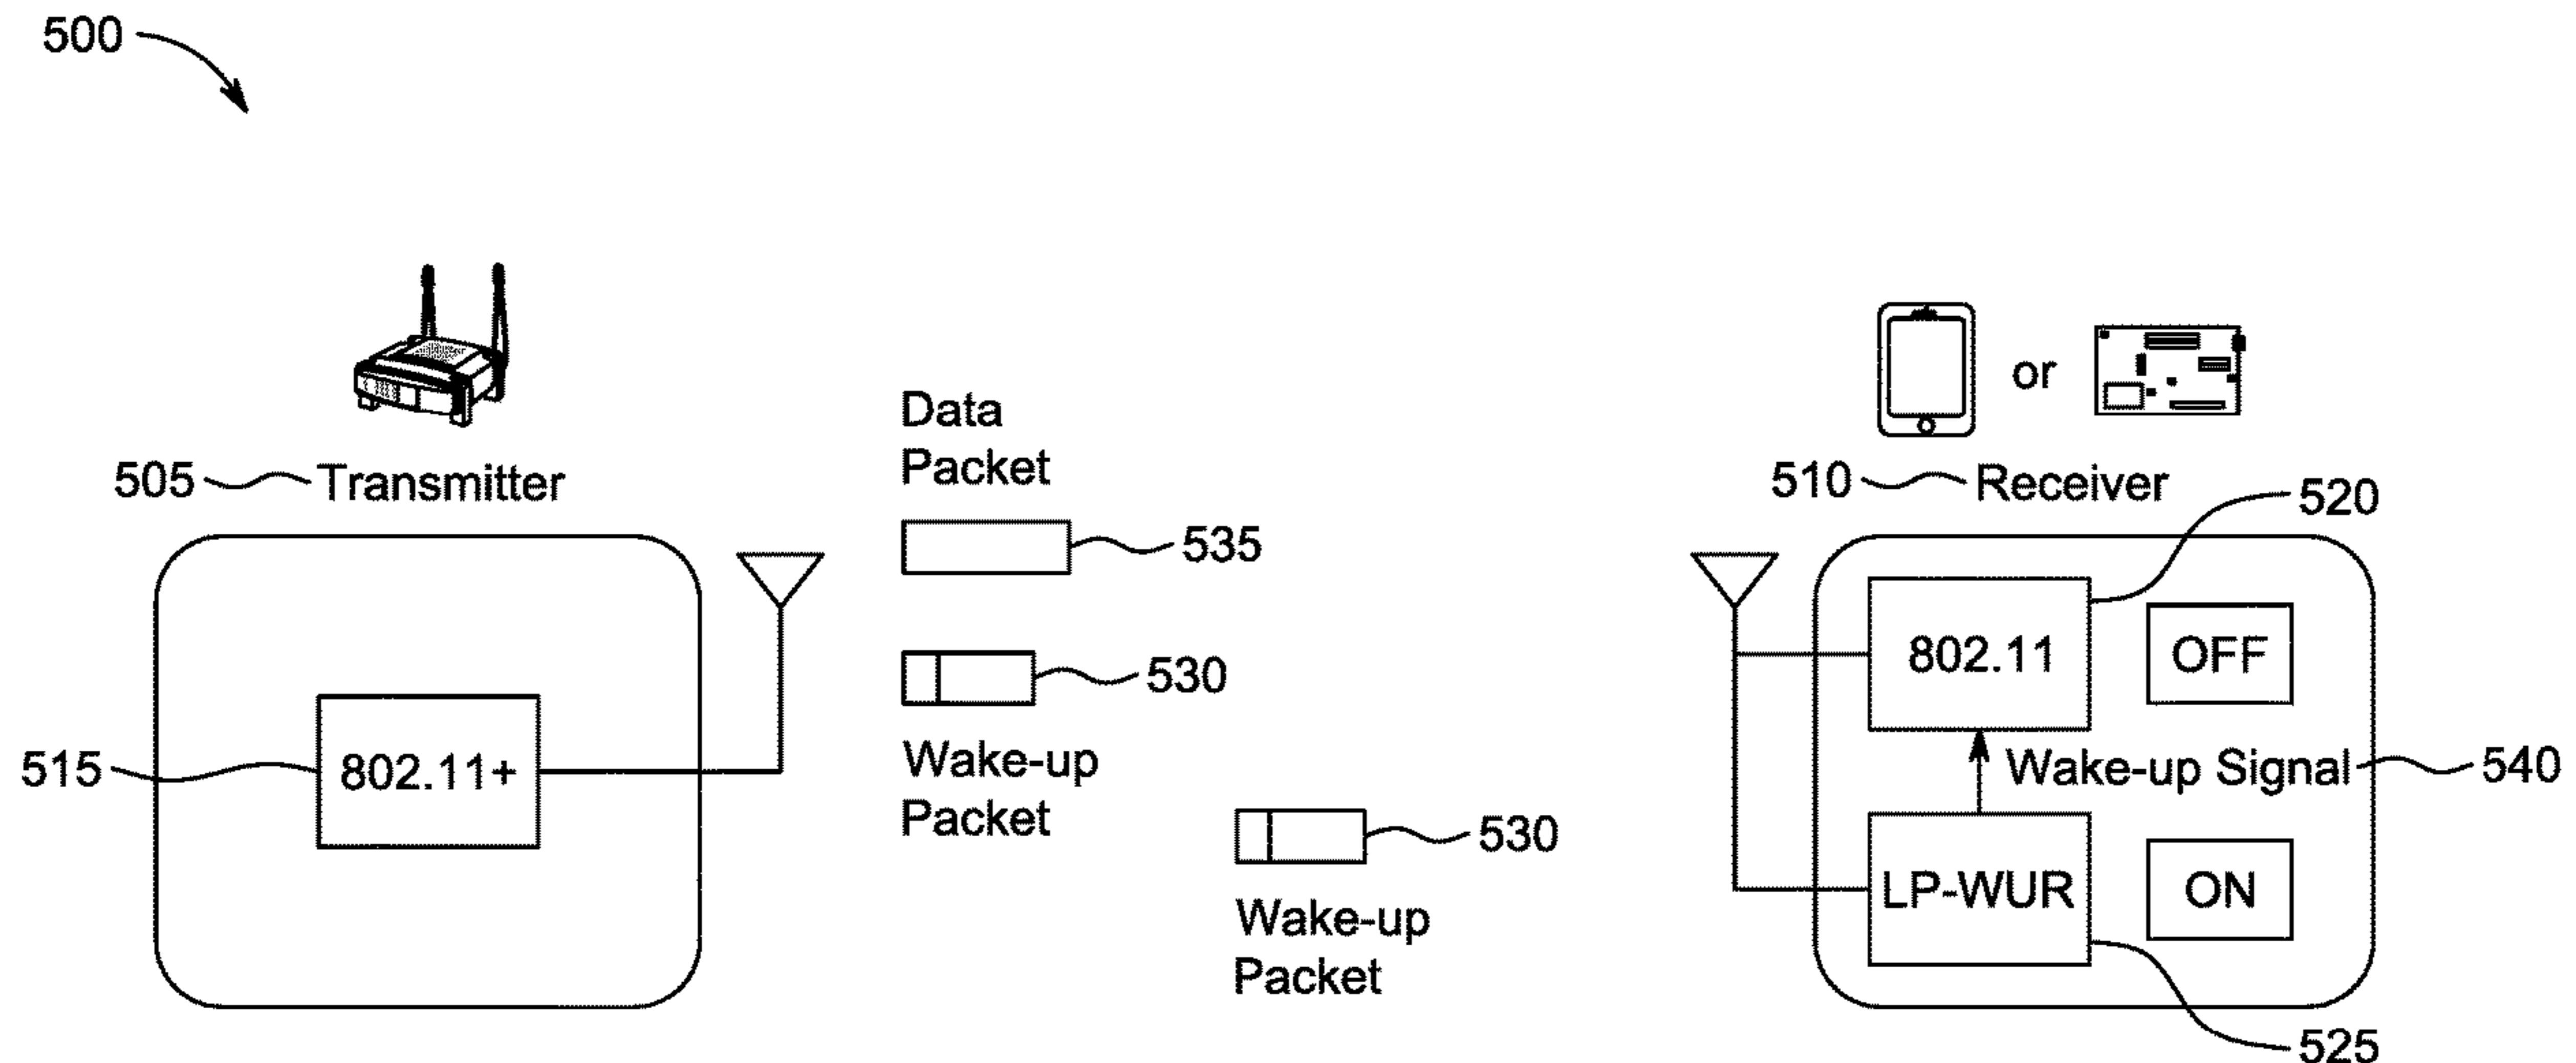 500
505
Transmitter
515
802.11+
Data
Packet
535
530
Wake-up
Packet
530
Wake-up
Packet
or
510
Receiver
520
802.11
OFF
Wake-up Signal
540
LP-WUR
ON
525